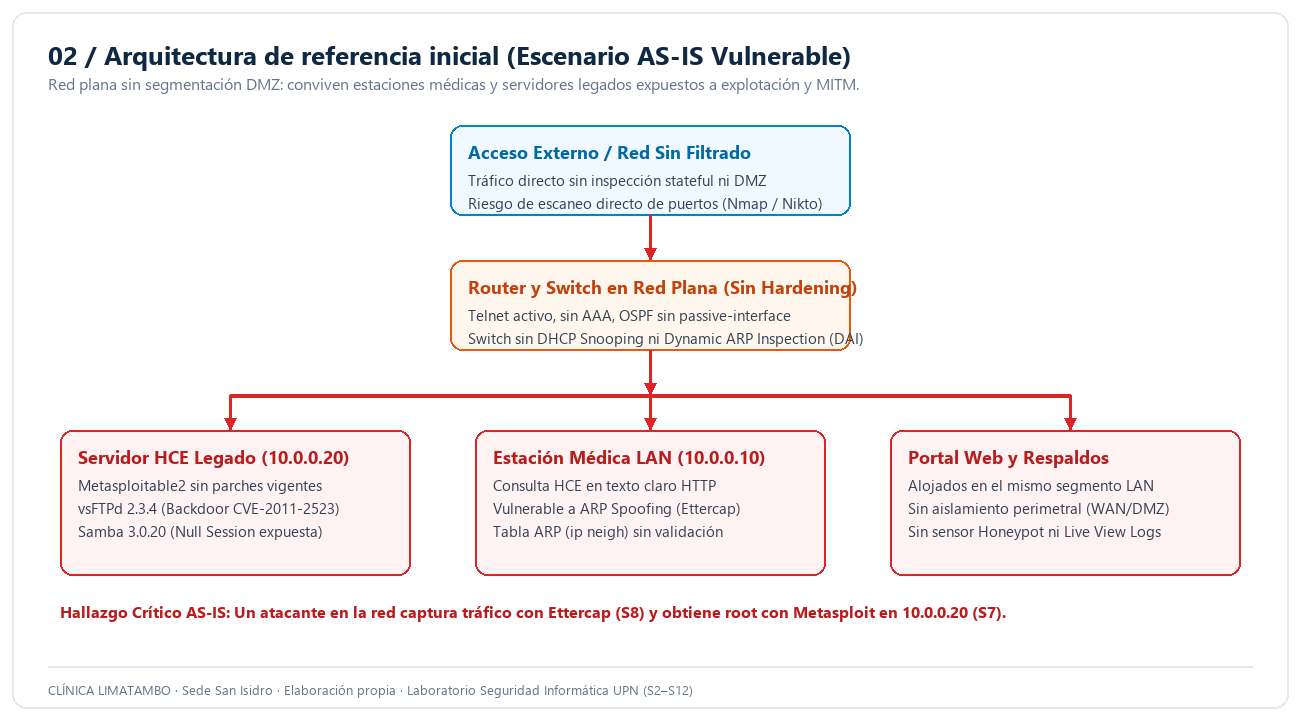 02 / Arquitectura de referencia inicial (Escenario AS-IS Vulnerable)
Red plana sin segmentación DMZ: conviven estaciones médicas y servidores legados expuestos a explotación y MITM.
Acceso Externo / Red Sin Filtrado
Tráfico directo sin inspección stateful ni DMZ
Riesgo de escaneo directo de puertos (Nmap / Nikto)
Router y Switch en Red Plana (Sin Hardening)
Telnet activo, sin AAA, OSPF sin passive-interface
Switch sin DHCP Snooping ni Dynamic ARP Inspection (DAI)
Servidor HCE Legado (10.0.0.20)
Metasploitable2 sin parches vigentes
vsFTPd 2.3.4 (Backdoor CVE-2011-2523)
Samba 3.0.20 (Null Session expuesta)
Estación Médica LAN (10.0.0.10)
Consulta HCE en texto claro HTTP
Vulnerable a ARP Spoofing (Ettercap)
Tabla ARP (ip neigh) sin validación
Portal Web y Respaldos
Alojados en el mismo segmento LAN
Sin aislamiento perimetral (WAN/DMZ)
Sin sensor Honeypot ni Live View Logs
Hallazgo Crítico AS-IS: Un atacante en la red captura tráfico con Ettercap (S8) y obtiene root con Metasploit en 10.0.0.20 (S7).
CLÍNICA LIMATAMBO · Sede San Isidro · Elaboración propia · Laboratorio Seguridad Informática UPN (S2–S12)